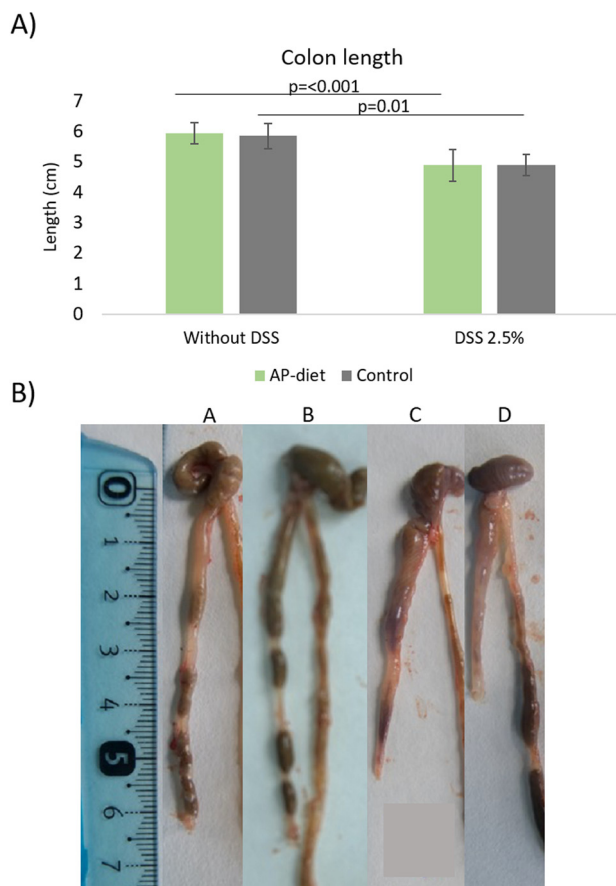 A)
Colon length
p=<0.001
p=0.01
7
6
5
4
3
2
1
0
Length (cm)
Without DSS
DSS 2.5%
AP-diet
Control
B)
A
B
C
D
0
1
2
3
4
5
6
7